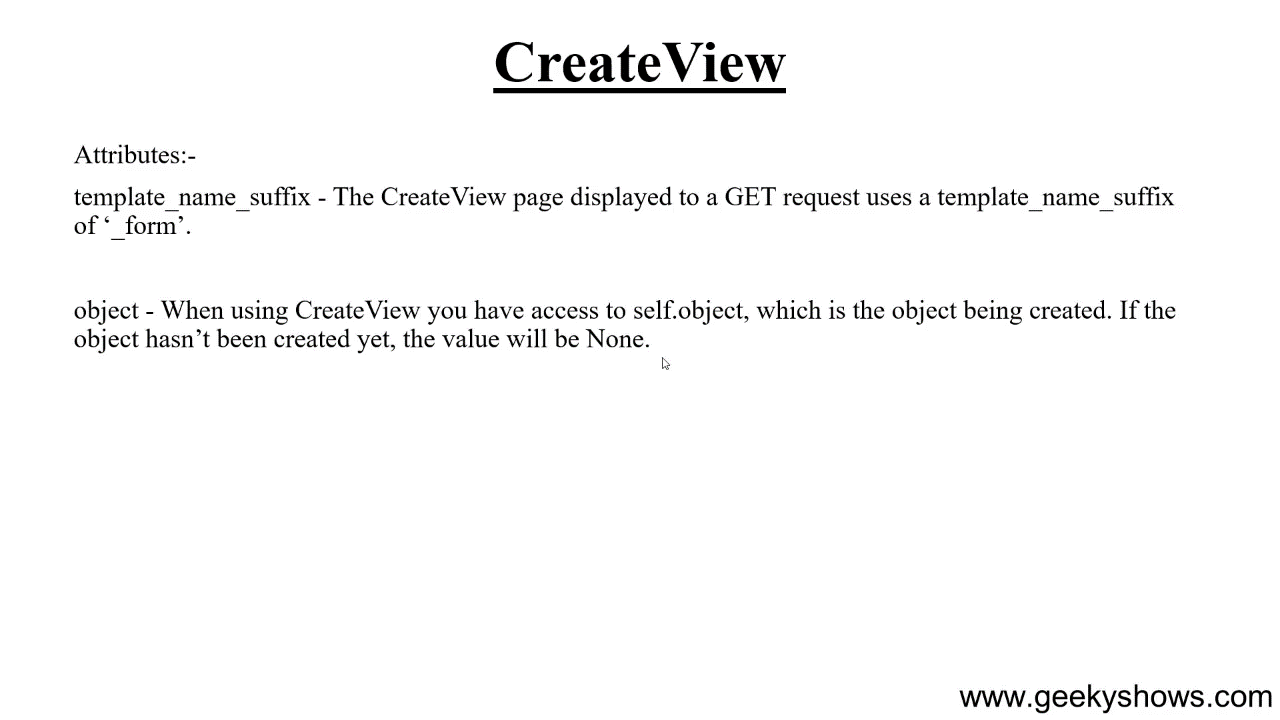 CreateView
Attributes:-
template_name_suffix - The CreateView page displayed to a GET request uses a template_name_suffix
of ‘_form’.
object - When using CreateView you have access to self.object, which is the object being created. If the
object hasn’t been created yet, the value will be None.
www.geekyshows.com